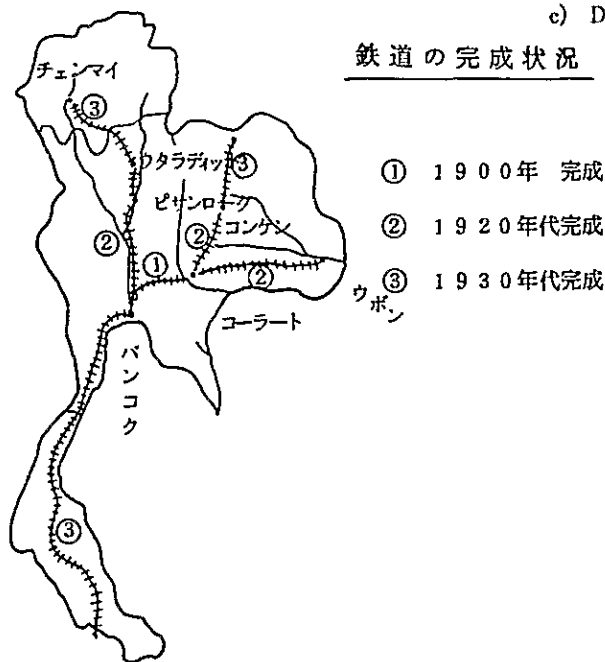 c) D
鉄道の完成状況
チェンマイ
③
ウタラディット
③
① 1900年 完成
ピサンローク
コンケン
②
②
② 1920年代完成
①
②
ウボン
③ 1930年代完成
コーラート
バンコク
③